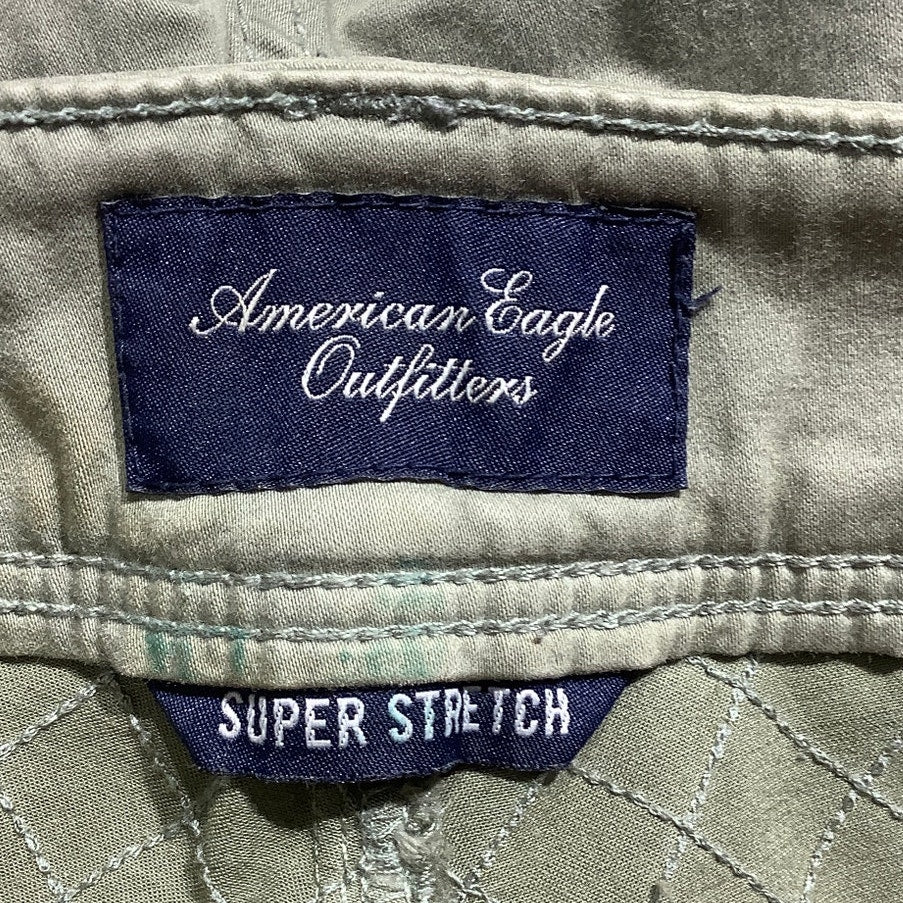 American Eagle
Outfitters
SUPER STRETCH